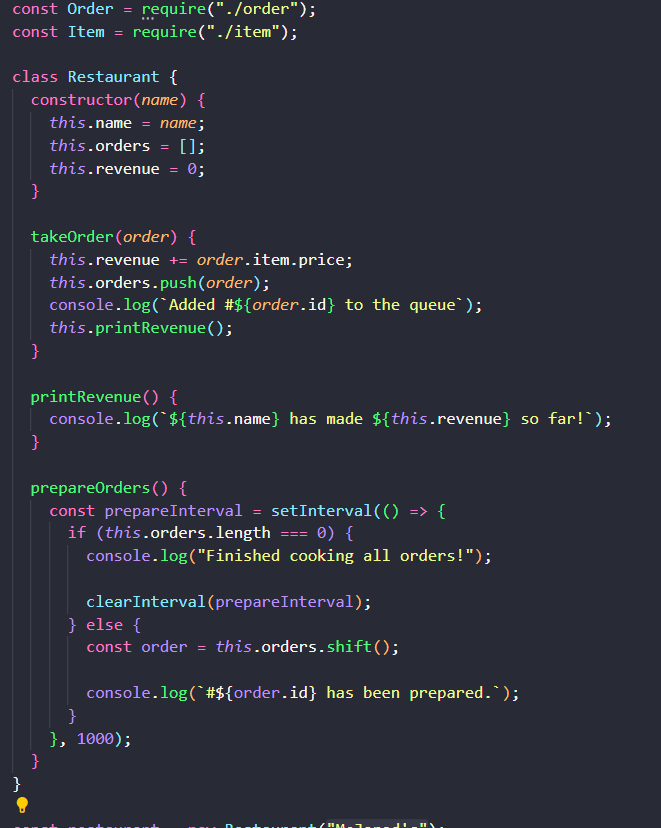 const Order = require("./order");
const Item = require("./item");
class Restaurant {
constructor(name) {
this.name = name;
this.orders = [];
this.revenue = 0;
}
takeOrder(order) {
this.revenue += order.item.price;
this.orders.push(order);
console.log(`Added #${order.id} to the queue`);
this.printRevenue();
}
printRevenue() {
console.log(`${this.name} has made ${this.revenue} so far!`);
}
prepareOrders() {
const prepareInterval = setInterval(() => {
if (this.orders.length === 0) {
console.log("Finished cooking all orders!");
clearInterval(prepareInterval);
} else {
const order = this.orders.shift();
console.log(`#${order.id} has been prepared.`);
}
}, 1000);
}
}
const restaurant = new Restaurant(